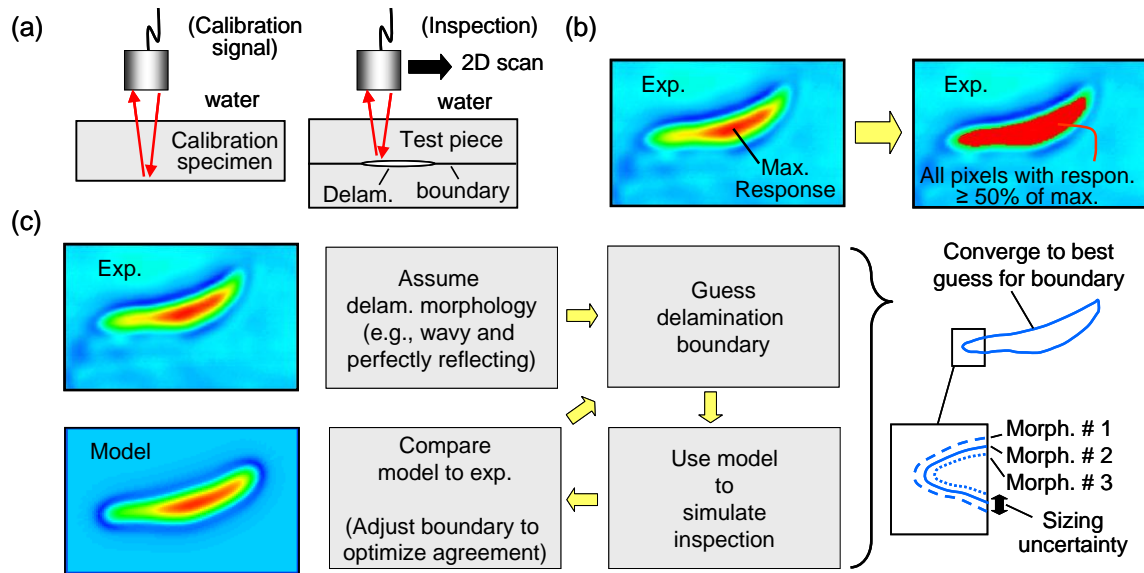 (a)
(Calibration
signal)
water
Calibration
specimen
(Inspection)
2D scan
water
Test piece
Delam.
boundary
(b)
Exp.
Max.
Response
Exp.
All pixels with respon.
≥ 50% of max.
(c)
Exp.
Assume
delam. morphology
(e.g., wavy and
perfectly reflecting)
Guess
delamination
boundary
Model
Compare
model to exp.
(Adjust boundary to
optimize agreement)
Use model
to
simulate
inspection
Converge to best
guess for boundary
Morph. # 1
Morph. # 2
Morph. # 3
Sizing
uncertainty